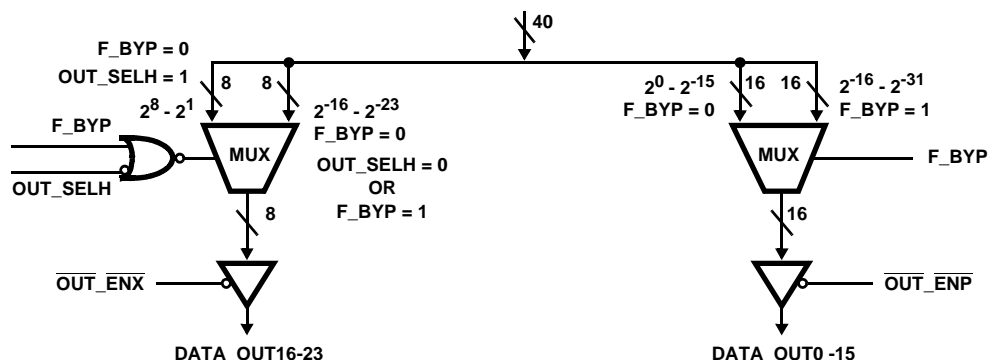 40
F_BYP = 0
OUT_SELH = 1
8
8
2^8 - 2^1
2^-16 - 2^-23
F_BYP = 0
OUT_SELH = 0
OR
F_BYP = 1
F_BYP
OUT_SELH
MUX
8
OUT_ENX
DATA_OUT16-23
2^0 - 2^-15
F_BYP = 0
16
16
2^-16 - 2^-31
F_BYP = 1
MUX
F_BYP
16
OUT_ENP
DATA_OUT0 -15